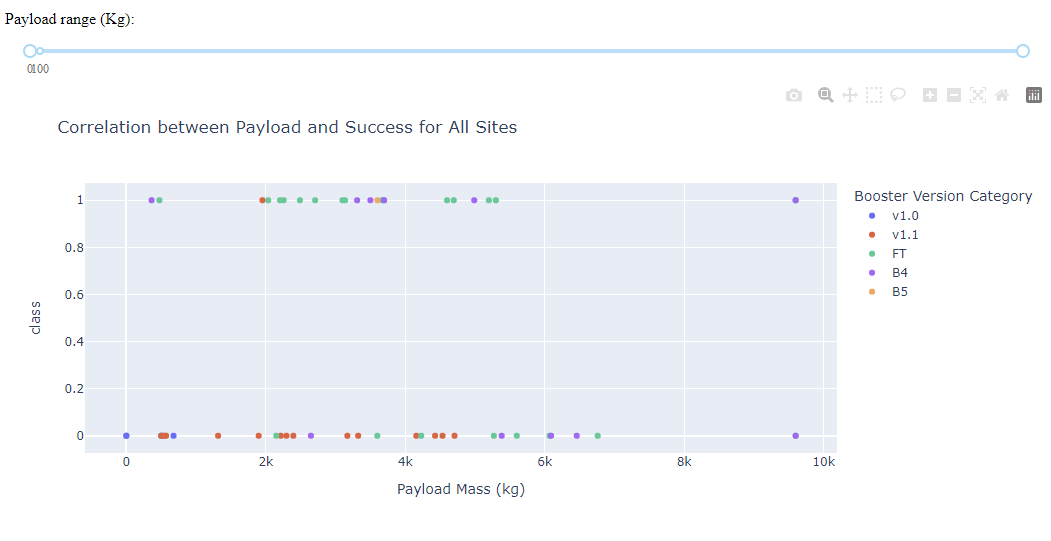 Payload range (Kg):
0 100
Correlation between Payload and Success for All Sites
Booster Version Category
v1.0
v1.1
FT
B4
B5
1
0.8
0.6
0.4
0.2
0
class
0 2k 4k 6k 8k 10k
Payload Mass (kg)